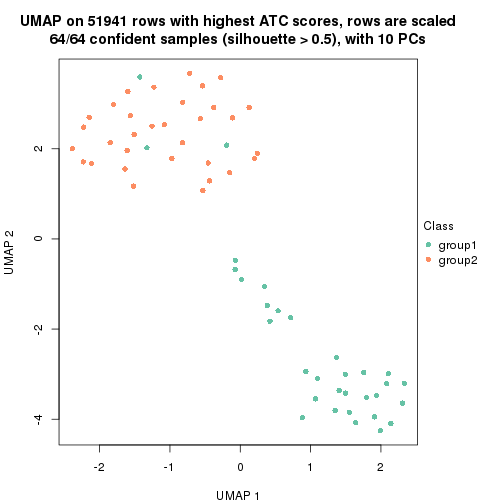 UMAP on 51941 rows with highest ATC scores, rows are scaled
64/64 confident samples (silhouette > 0.5), with 10 PCs
2
0
-2
-4
UMAP 2
-2
-1
0
1
2
UMAP 1
Class
group1
group2